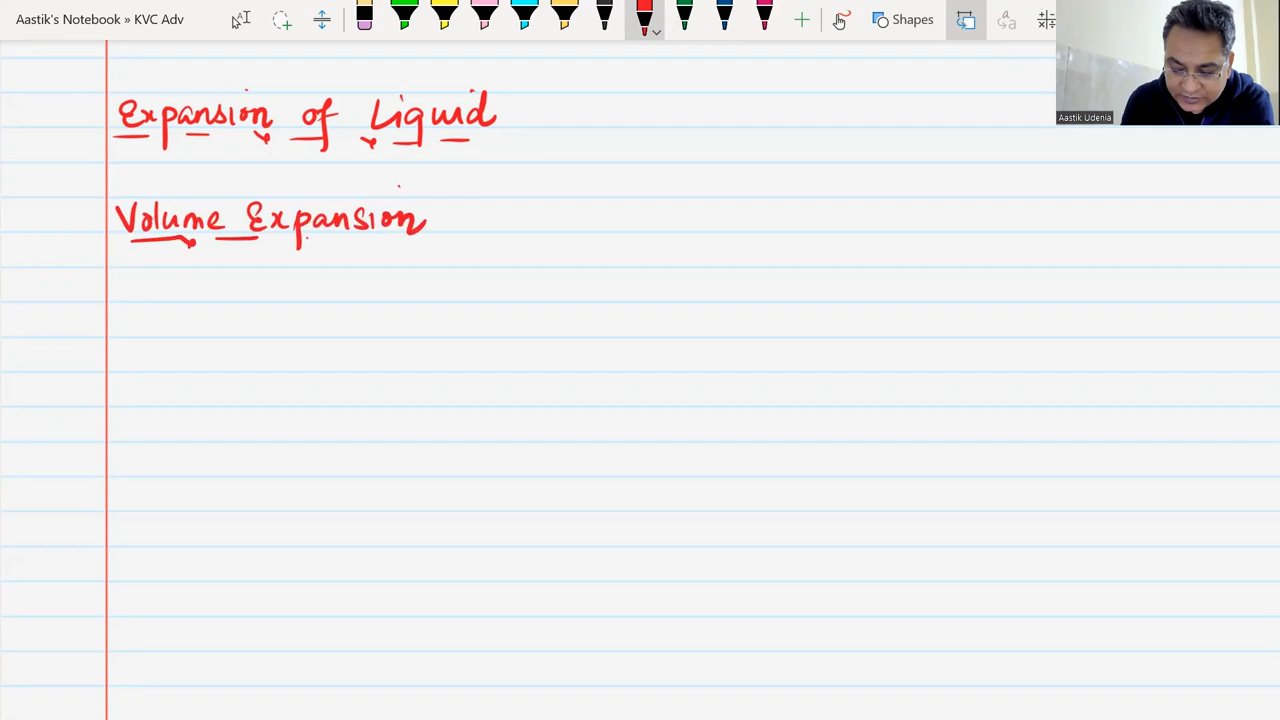 Aastik's Notebook » KVC Adv
Shapes
Aastik Udenia
Expansion of Liquid
Volume Expansion